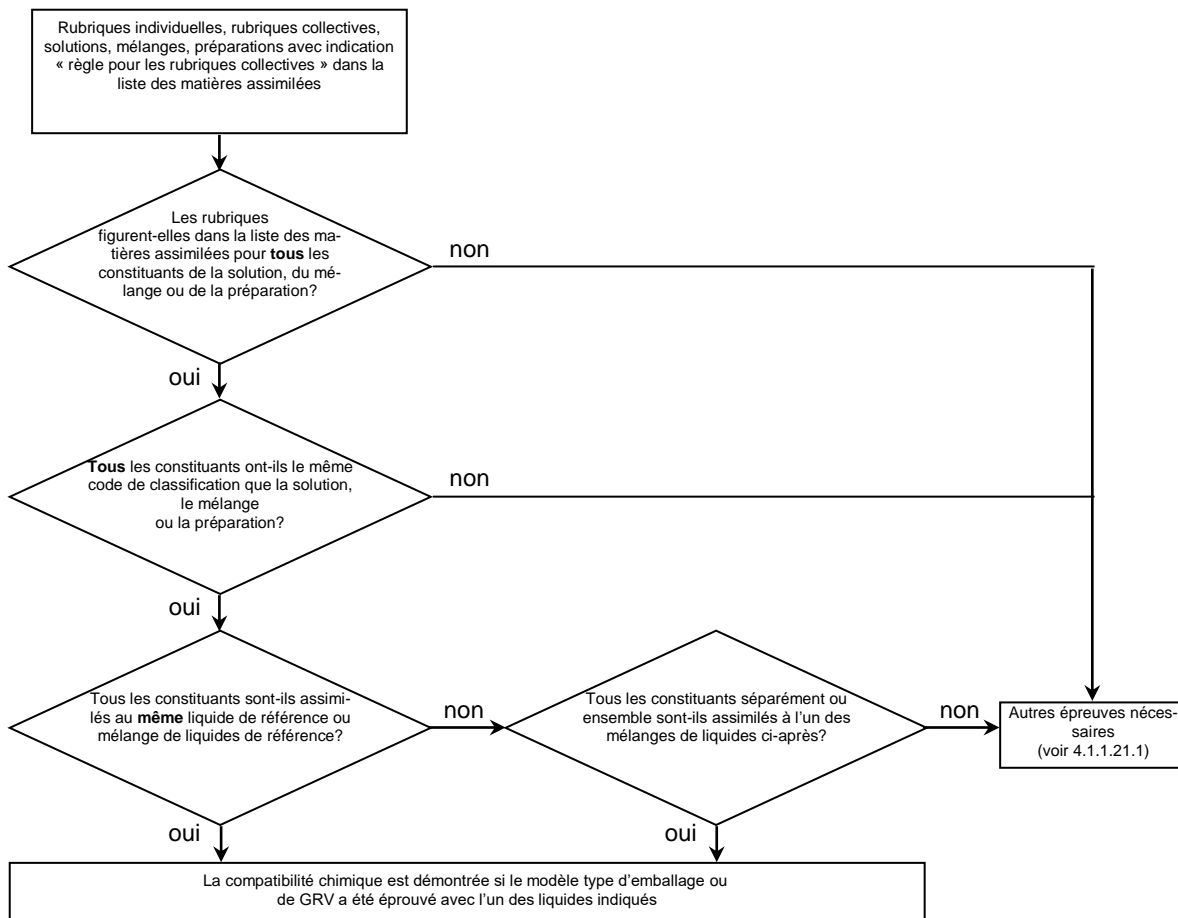 Rubriques individuelles, rubriques collectives,
solutions, mélanges, préparations avec indication
« règle pour les rubriques collectives » dans la
liste des matières assimilées
Les rubriques
figurent-elles dans la liste des ma-
tières assimilées pour tous les
constituants de la solution, du mé-
lange ou de la préparation?
non
oui
Tous les constituants ont-ils le même
code de classification que la solution,
le mélange
ou la préparation?
non
oui
Tous les constituants sont-ils assimi-
lés au même liquide de référence ou
mélange de liquides de référence?
non
Tous les constituants séparément ou
ensemble sont-ils assimilés à l'un des
mélanges de liquides ci-après?
non
Autres épreuves néces-
saires
(voir 4.1.1.21.1)
oui
oui
La compatibilité chimique est démontrée si le modèle type d'emballage ou
de GRV a été éprouvé avec l'un des liquides indiqués